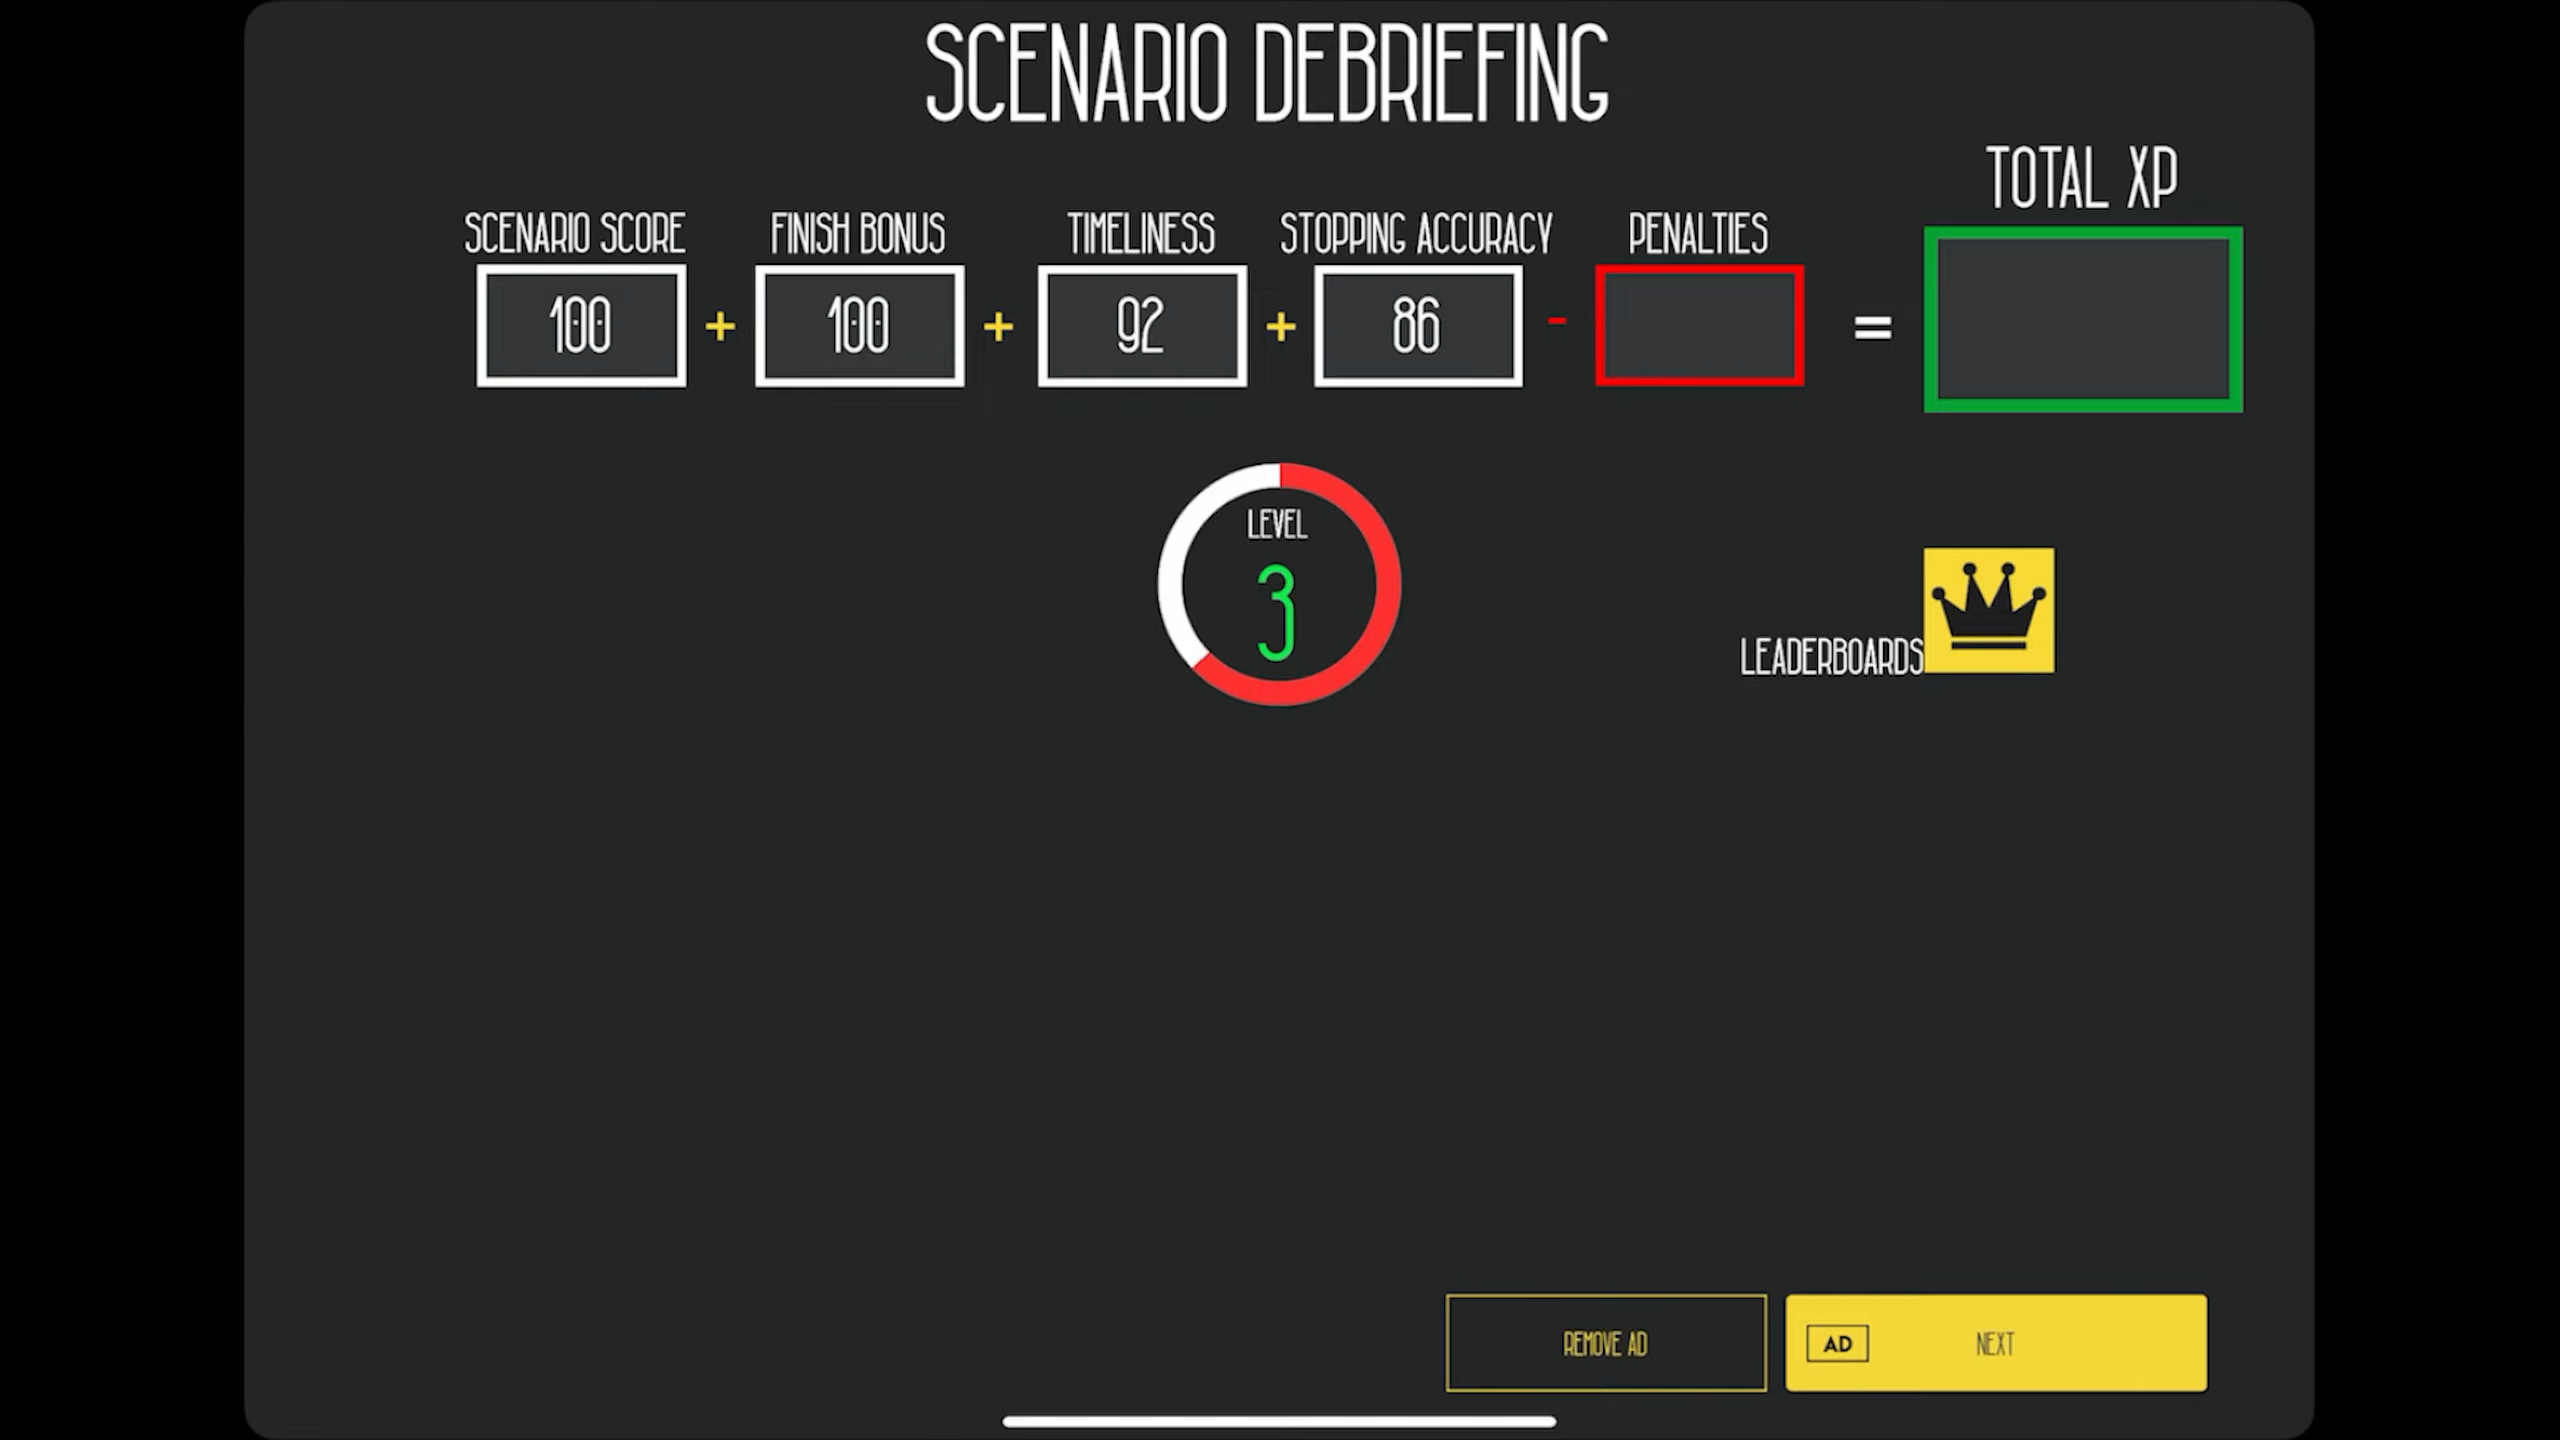 SCENARIO DEBRIEFING
TOTAL XP
SCENARIO SCORE FINISH BONUS TIMELINESS STOPPING ACCURACY PENALTIES
100 + 100 + 92 + 86 - =
LEVEL
3
LEADERBOARDS
REMOVE AD
AD NEXT